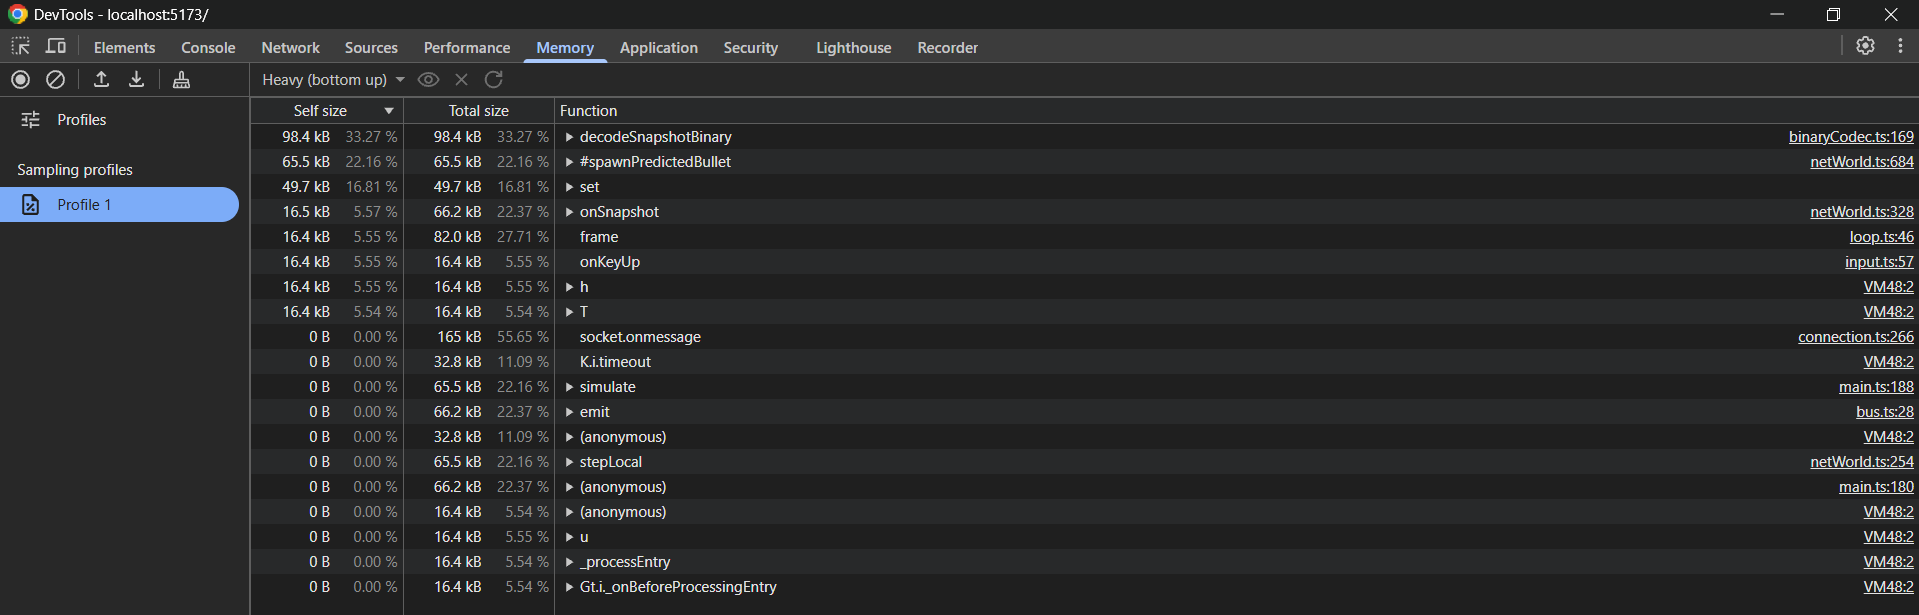 DevTools - localhost:5173/
Elements Console Network Sources Performance Memory Application Security Lighthouse Recorder
Heavy (bottom up)
Profiles
Sampling profiles
Profile 1
Self size Total size Function
98.4 kB 33.27 % 98.4 kB 33.27 % decodeSnapshotBinary binaryCodec.ts:169
65.5 kB 22.16 % 65.5 kB 22.16 % #spawnPredictedBullet netWorld.ts:684
49.7 kB 16.81 % 49.7 kB 16.81 % set
16.5 kB 5.57 % 66.2 kB 22.37 % onSnapshot netWorld.ts:328
16.4 kB 5.55 % 82.0 kB 27.71 % frame loop.ts:46
16.4 kB 5.55 % 16.4 kB 5.55 % onKeyUp input.ts:57
16.4 kB 5.55 % 16.4 kB 5.55 % h VM48:2
16.4 kB 5.54 % 16.4 kB 5.54 % T VM48:2
0 B 0.00 % 165 kB 55.65 % socket.onmessage connection.ts:266
0 B 0.00 % 32.8 kB 11.09 % K.i.timeout VM48:2
0 B 0.00 % 65.5 kB 22.16 % simulate main.ts:188
0 B 0.00 % 66.2 kB 22.37 % emit bus.ts:28
0 B 0.00 % 32.8 kB 11.09 % (anonymous) VM48:2
0 B 0.00 % 65.5 kB 22.16 % stepLocal netWorld.ts:254
0 B 0.00 % 66.2 kB 22.37 % (anonymous) main.ts:180
0 B 0.00 % 16.4 kB 5.54 % (anonymous) VM48:2
0 B 0.00 % 16.4 kB 5.55 % u VM48:2
0 B 0.00 % 16.4 kB 5.54 % _processEntry VM48:2
0 B 0.00 % 16.4 kB 5.54 % Gt.i._onBeforeProcessingEntry VM48:2